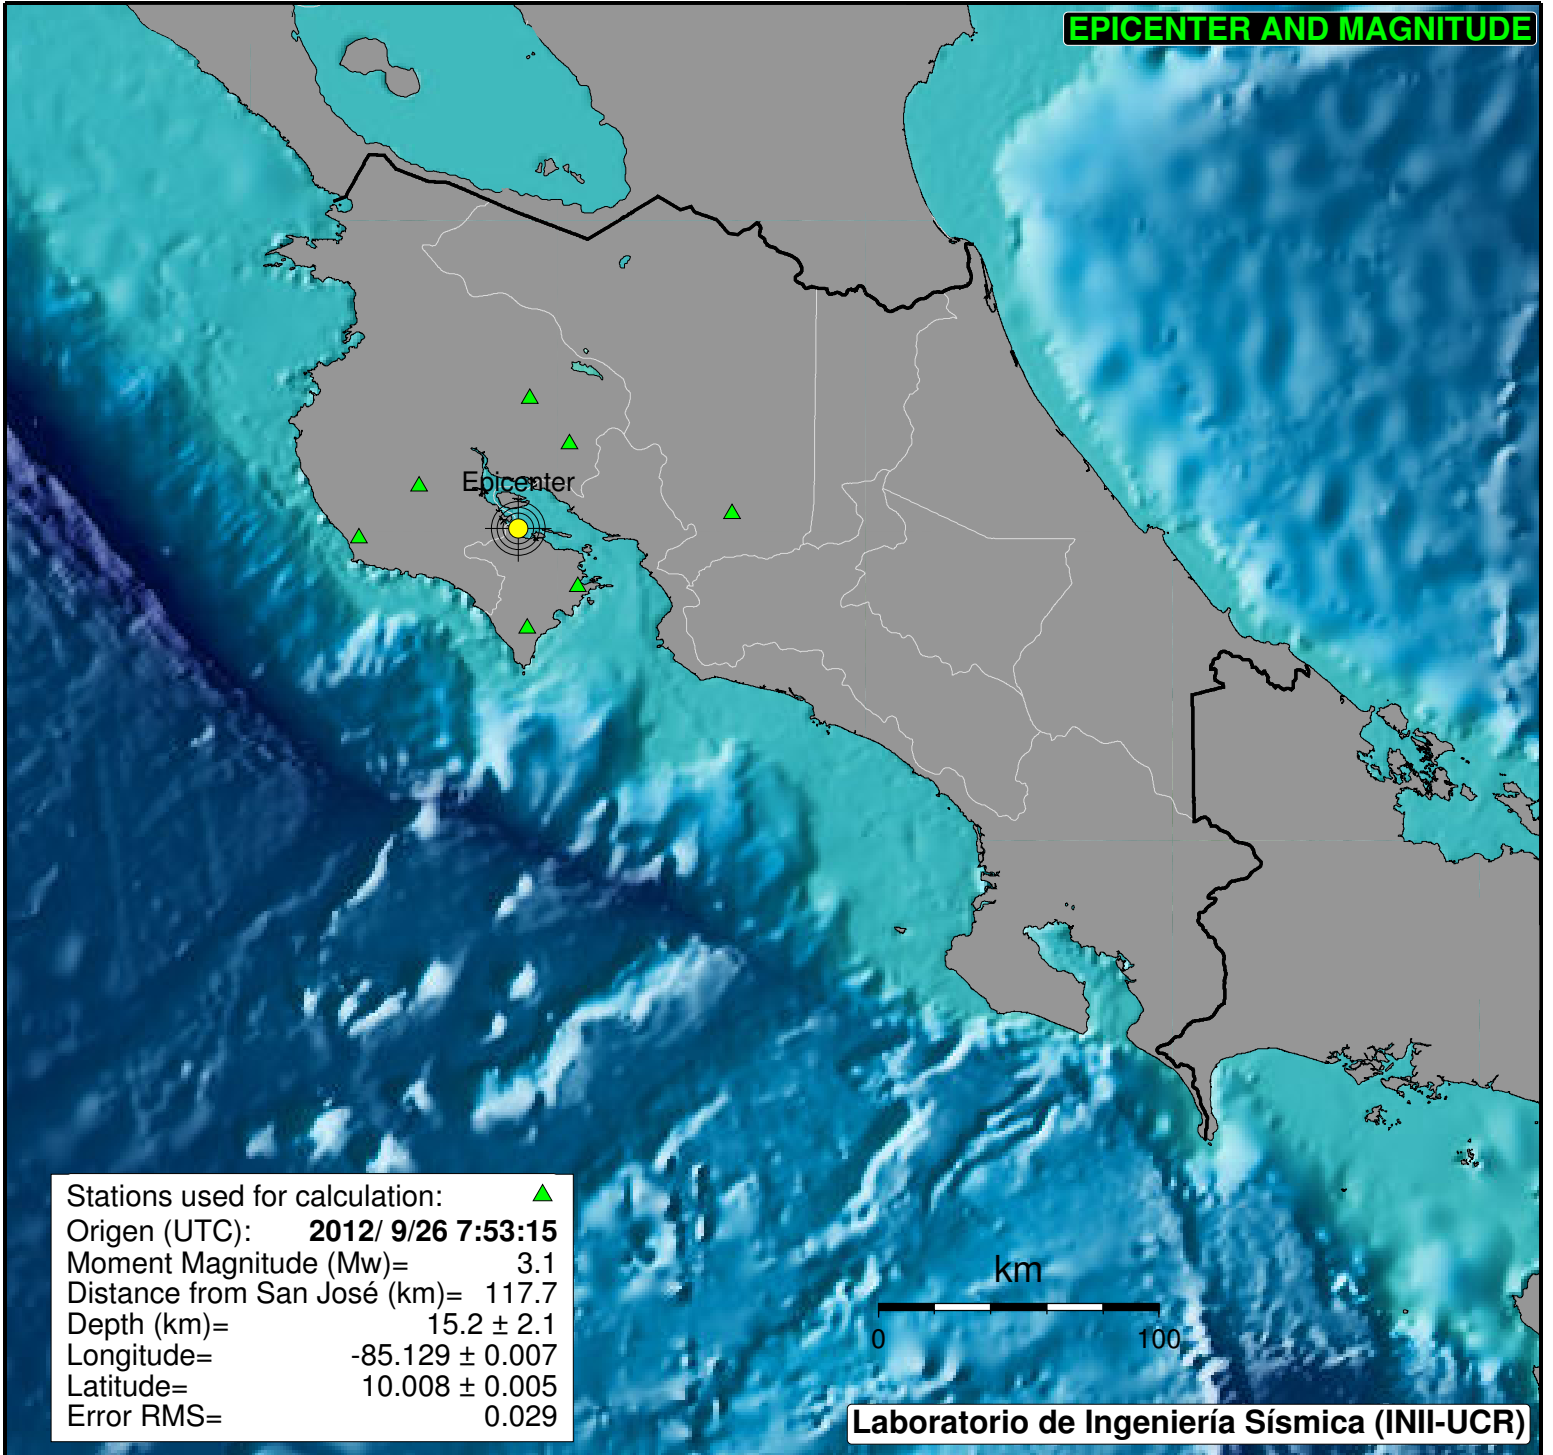 EPICENTER AND MAGNITUDE
Epicenter
Stations used for calculation:
Origen (UTC): 2012/ 9/26 7:53:15
Moment Magnitude (Mw)= 3.1
Distance from San José (km)= 117.7
Depth (km)= 15.2 ± 2.1
Longitude= -85.129 ± 0.007
Latitude= 10.008 ± 0.005
Error RMS= 0.029
km
0 100
Laboratorio de Ingeniería Sísmica (INII-UCR)